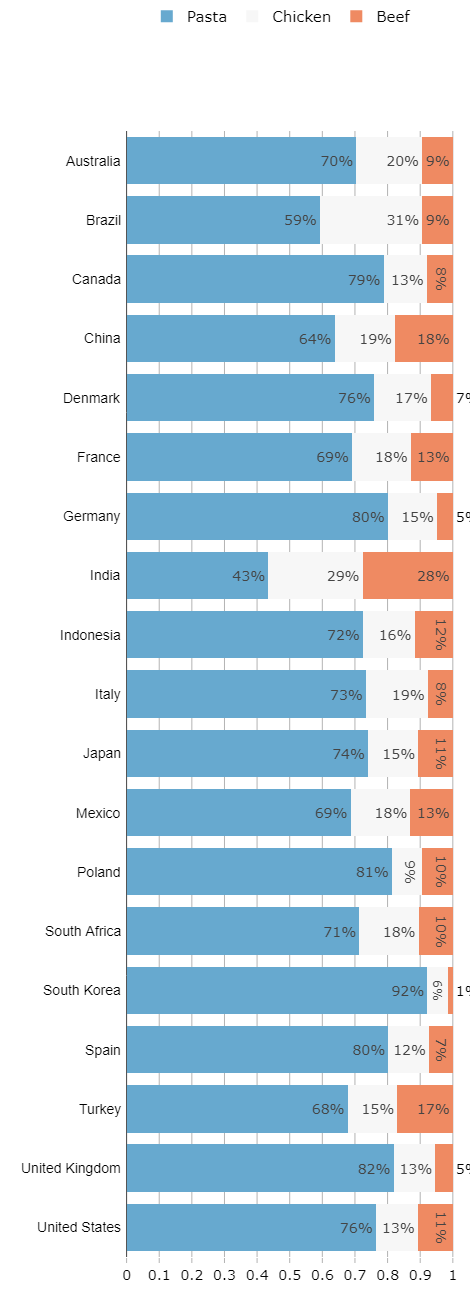 Pasta Chicken Beef
Australia 70% 20% 9%
Brazil 59% 31% 9%
Canada 79% 13% 8%
China 64% 19% 18%
Denmark 76% 17% 7%
France 69% 18% 13%
Germany 80% 15% 5%
India 43% 29% 28%
Indonesia 72% 16% 12%
Italy 73% 19% 8%
Japan 74% 15% 11%
Mexico 69% 18% 13%
Poland 81% 9% 10%
South Africa 71% 18% 10%
South Korea 92% 6% 1%
Spain 80% 12% 7%
Turkey 68% 15% 17%
United Kingdom 82% 13% 5%
United States 76% 13% 11%
0 0.1 0.2 0.3 0.4 0.5 0.6 0.7 0.8 0.9 1